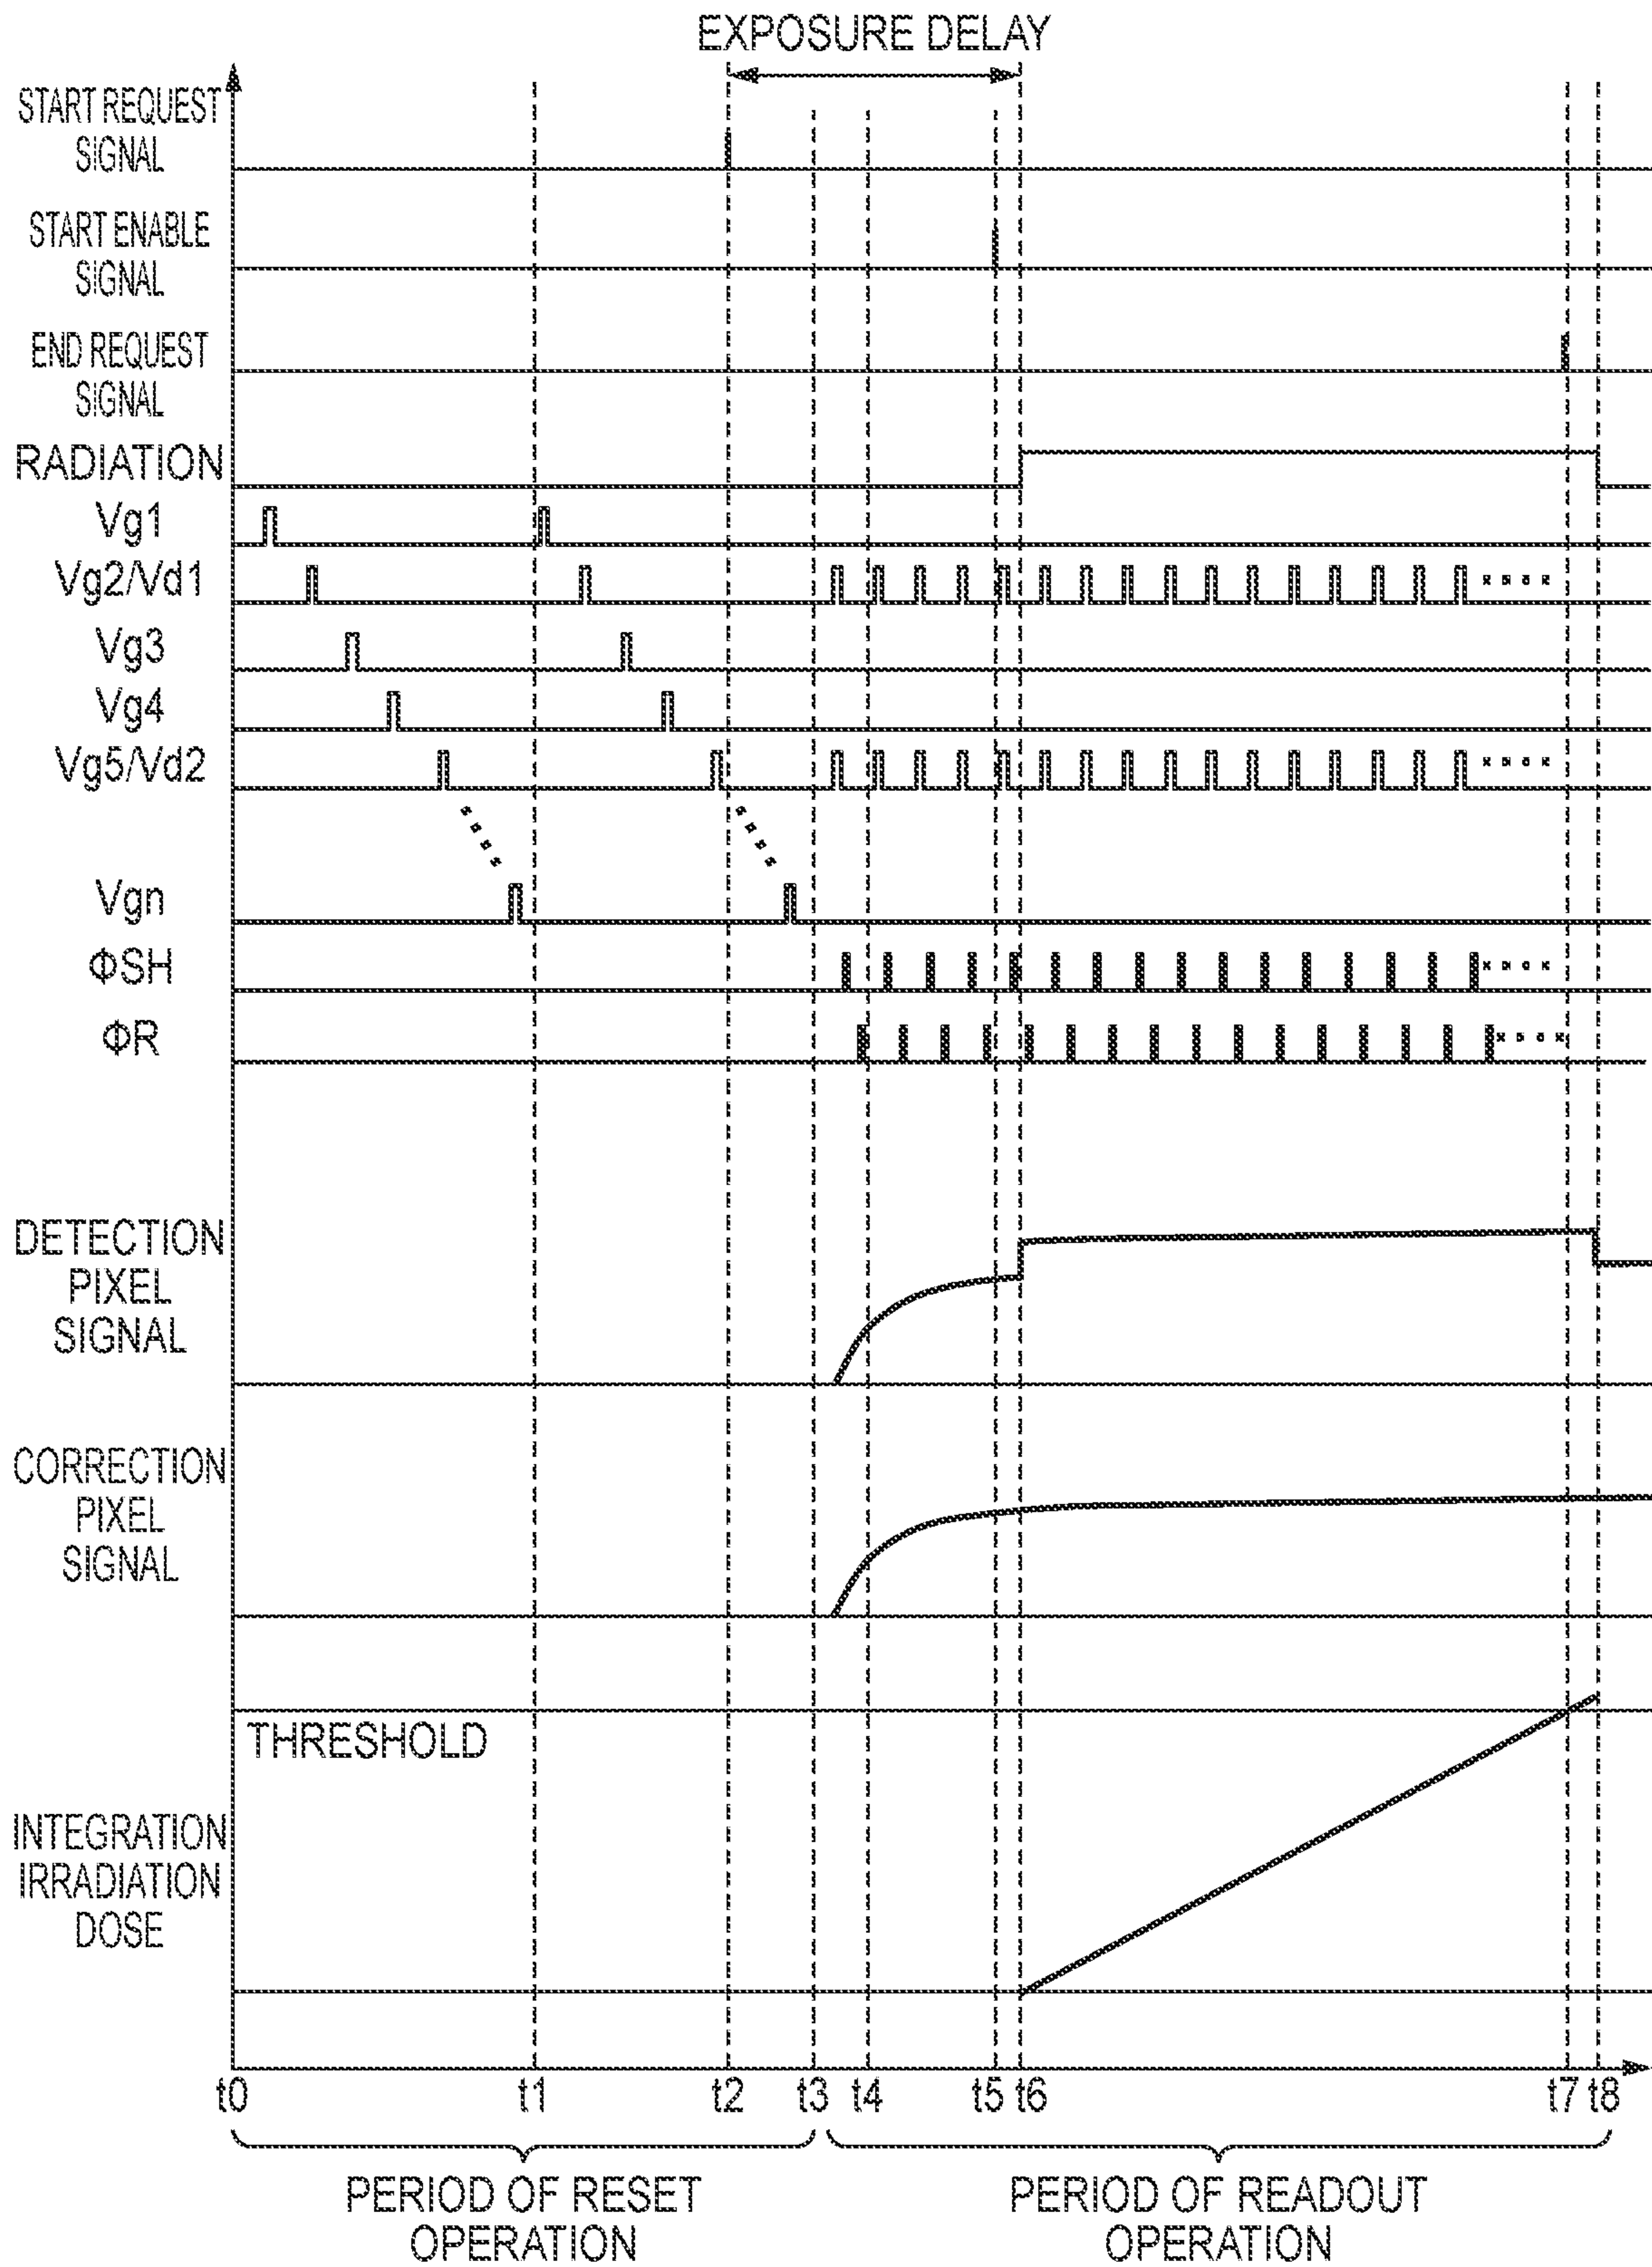 EXPOSURE DELAY
START REQUEST
SIGNAL
START ENABLE
SIGNAL
END REQUEST
SIGNAL
RADIATION
Vg1
Vg2/Vd1
Vg3
Vg4
Vg5/Vd2
Vgn
ΦSH
ΦR
DETECTION
PIXEL
SIGNAL
CORRECTION
PIXEL
SIGNAL
THRESHOLD
INTEGRATION
IRRADIATION
DOSE
t0 t1 t2 t3 t4 t5 t6 t7 t8
PERIOD OF RESET
OPERATION
PERIOD OF READOUT
OPERATION